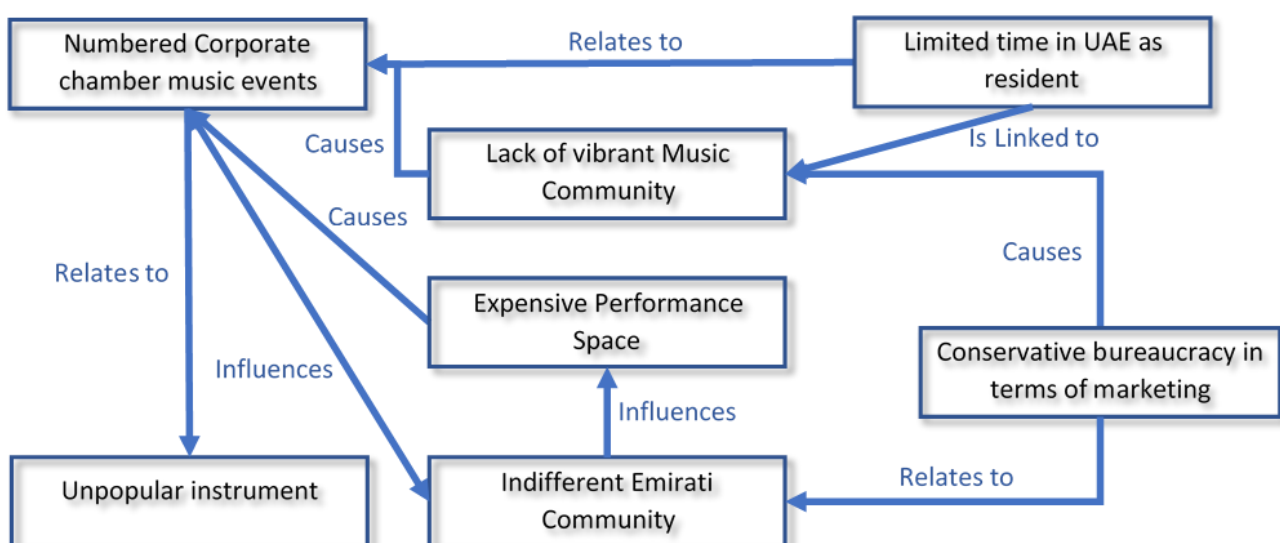 Numbered Corporate
chamber music events
Relates to
Limited time in UAE as
resident
Causes
Lack of vibrant Music
Community
Is Linked to
Causes
Causes
Relates to
Expensive Performance
Space
Conservative bureaucracy in
terms of marketing
Influences
Influences
Unpopular instrument
Indifferent Emirati
Community
Relates to